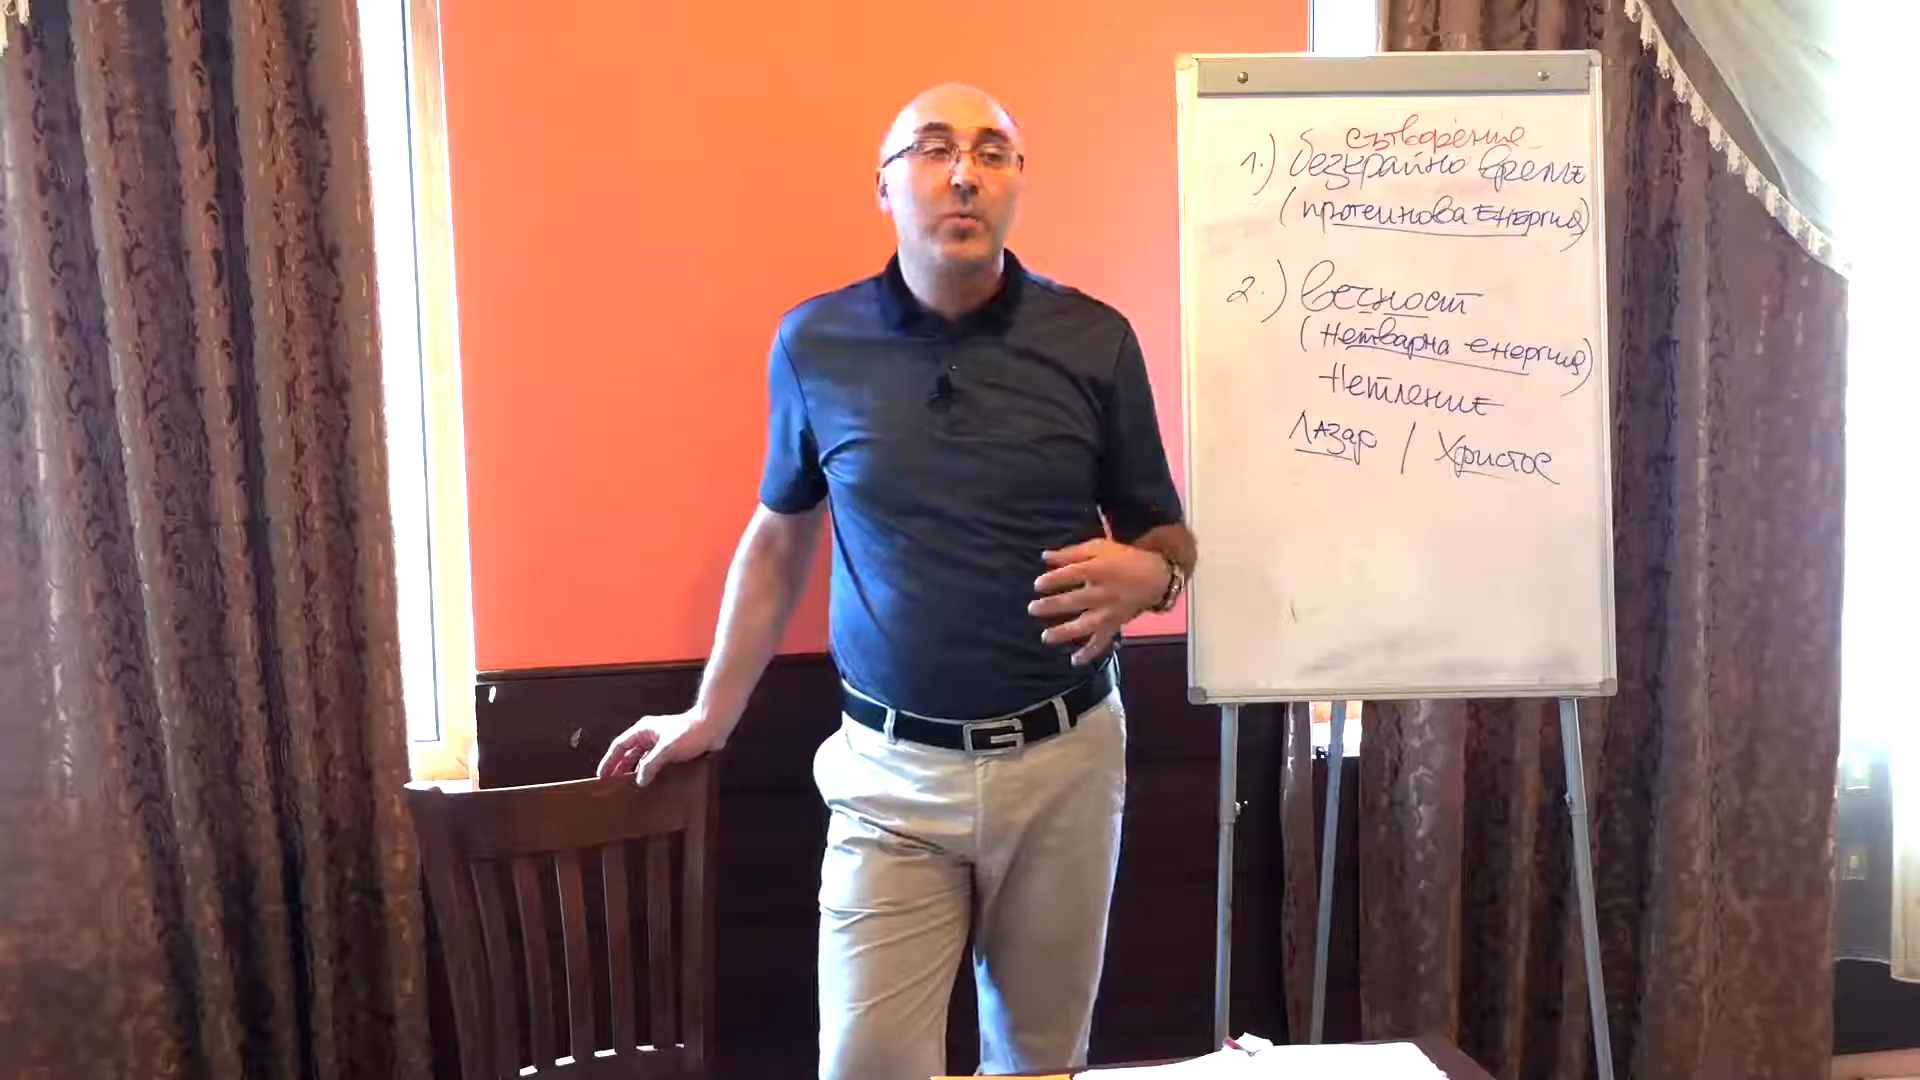 сътворение
1.) безкрайно време
(протеинова енергия)
2.) вечност
(нетварна енергия)
Нетление
Лазар / Христос